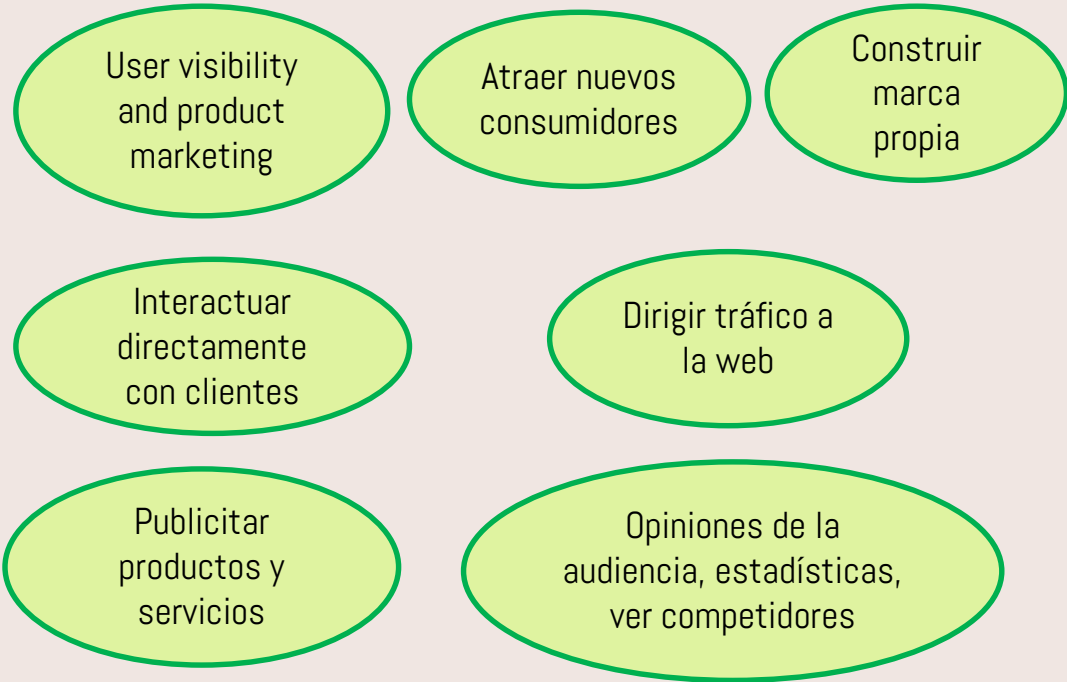 User visibility
and product
marketing
Atraer nuevos
consumidores
Construir
marca
propia
Interactuar
directamente
con clientes
Dirigir tráfico a
la web
Publicitar
productos y
servicios
Opiniones de la
audiencia, estadísticas,
ver competidores